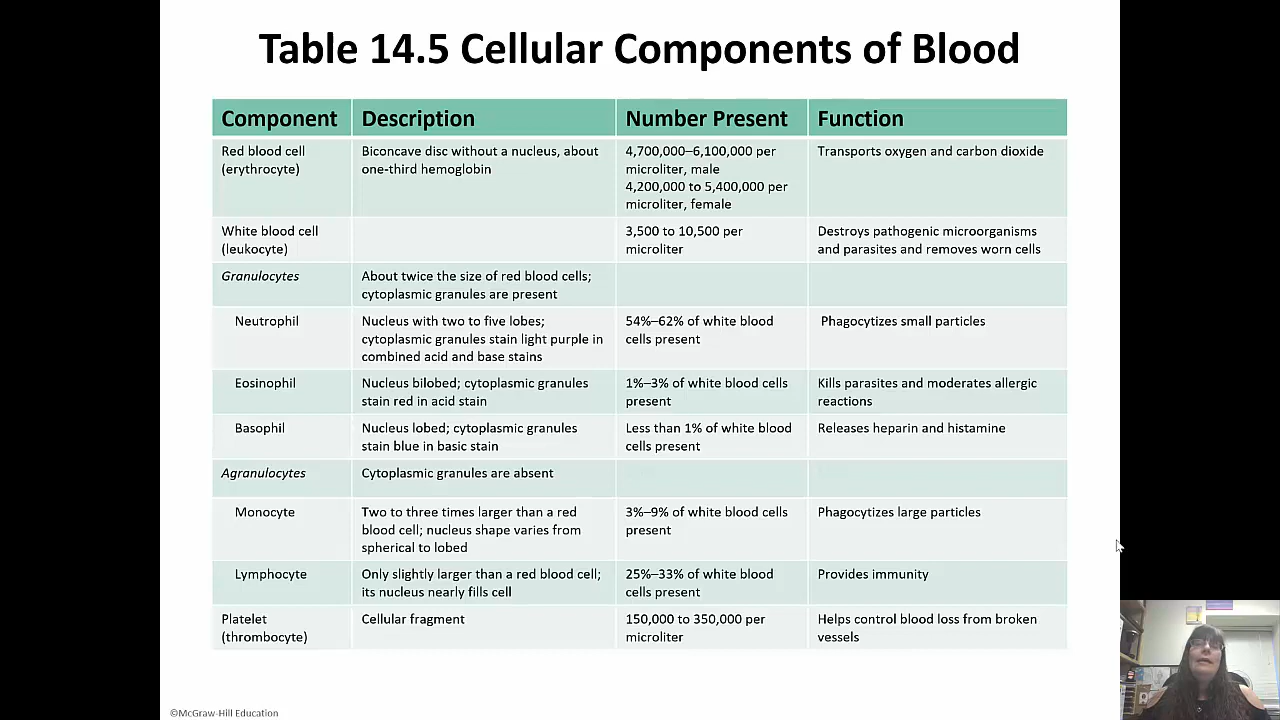 Table 14.5 Cellular Components of Blood
Component Description Number Present Function
Red blood cell
(erythrocyte)
Biconcave disc without a nucleus, about
one-third hemoglobin
4,700,000–6,100,000 per
microliter, male
4,200,000 to 5,400,000 per
microliter, female
Transports oxygen and carbon dioxide
White blood cell
(leukocyte)
3,500 to 10,500 per
microliter
Destroys pathogenic microorganisms
and parasites and removes worn cells
Granulocytes
About twice the size of red blood cells;
cytoplasmic granules are present
Neutrophil
Nucleus with two to five lobes;
cytoplasmic granules stain light purple in
combined acid and base stains
54%–62% of white blood
cells present
Phagocytizes small particles
Eosinophil
Nucleus bilobed; cytoplasmic granules
stain red in acid stain
1%–3% of white blood cells
present
Kills parasites and moderates allergic
reactions
Basophil
Nucleus lobed; cytoplasmic granules
stain blue in basic stain
Less than 1% of white blood
cells present
Releases heparin and histamine
Agranulocytes
Cytoplasmic granules are absent
Monocyte
Two to three times larger than a red
blood cell; nucleus shape varies from
spherical to lobed
3%–9% of white blood cells
present
Phagocytizes large particles
Lymphocyte
Only slightly larger than a red blood cell;
its nucleus nearly fills cell
25%–33% of white blood
cells present
Provides immunity
Platelet
(thrombocyte)
Cellular fragment
150,000 to 350,000 per
microliter
Helps control blood loss from broken
vessels
©McGraw-Hill Education